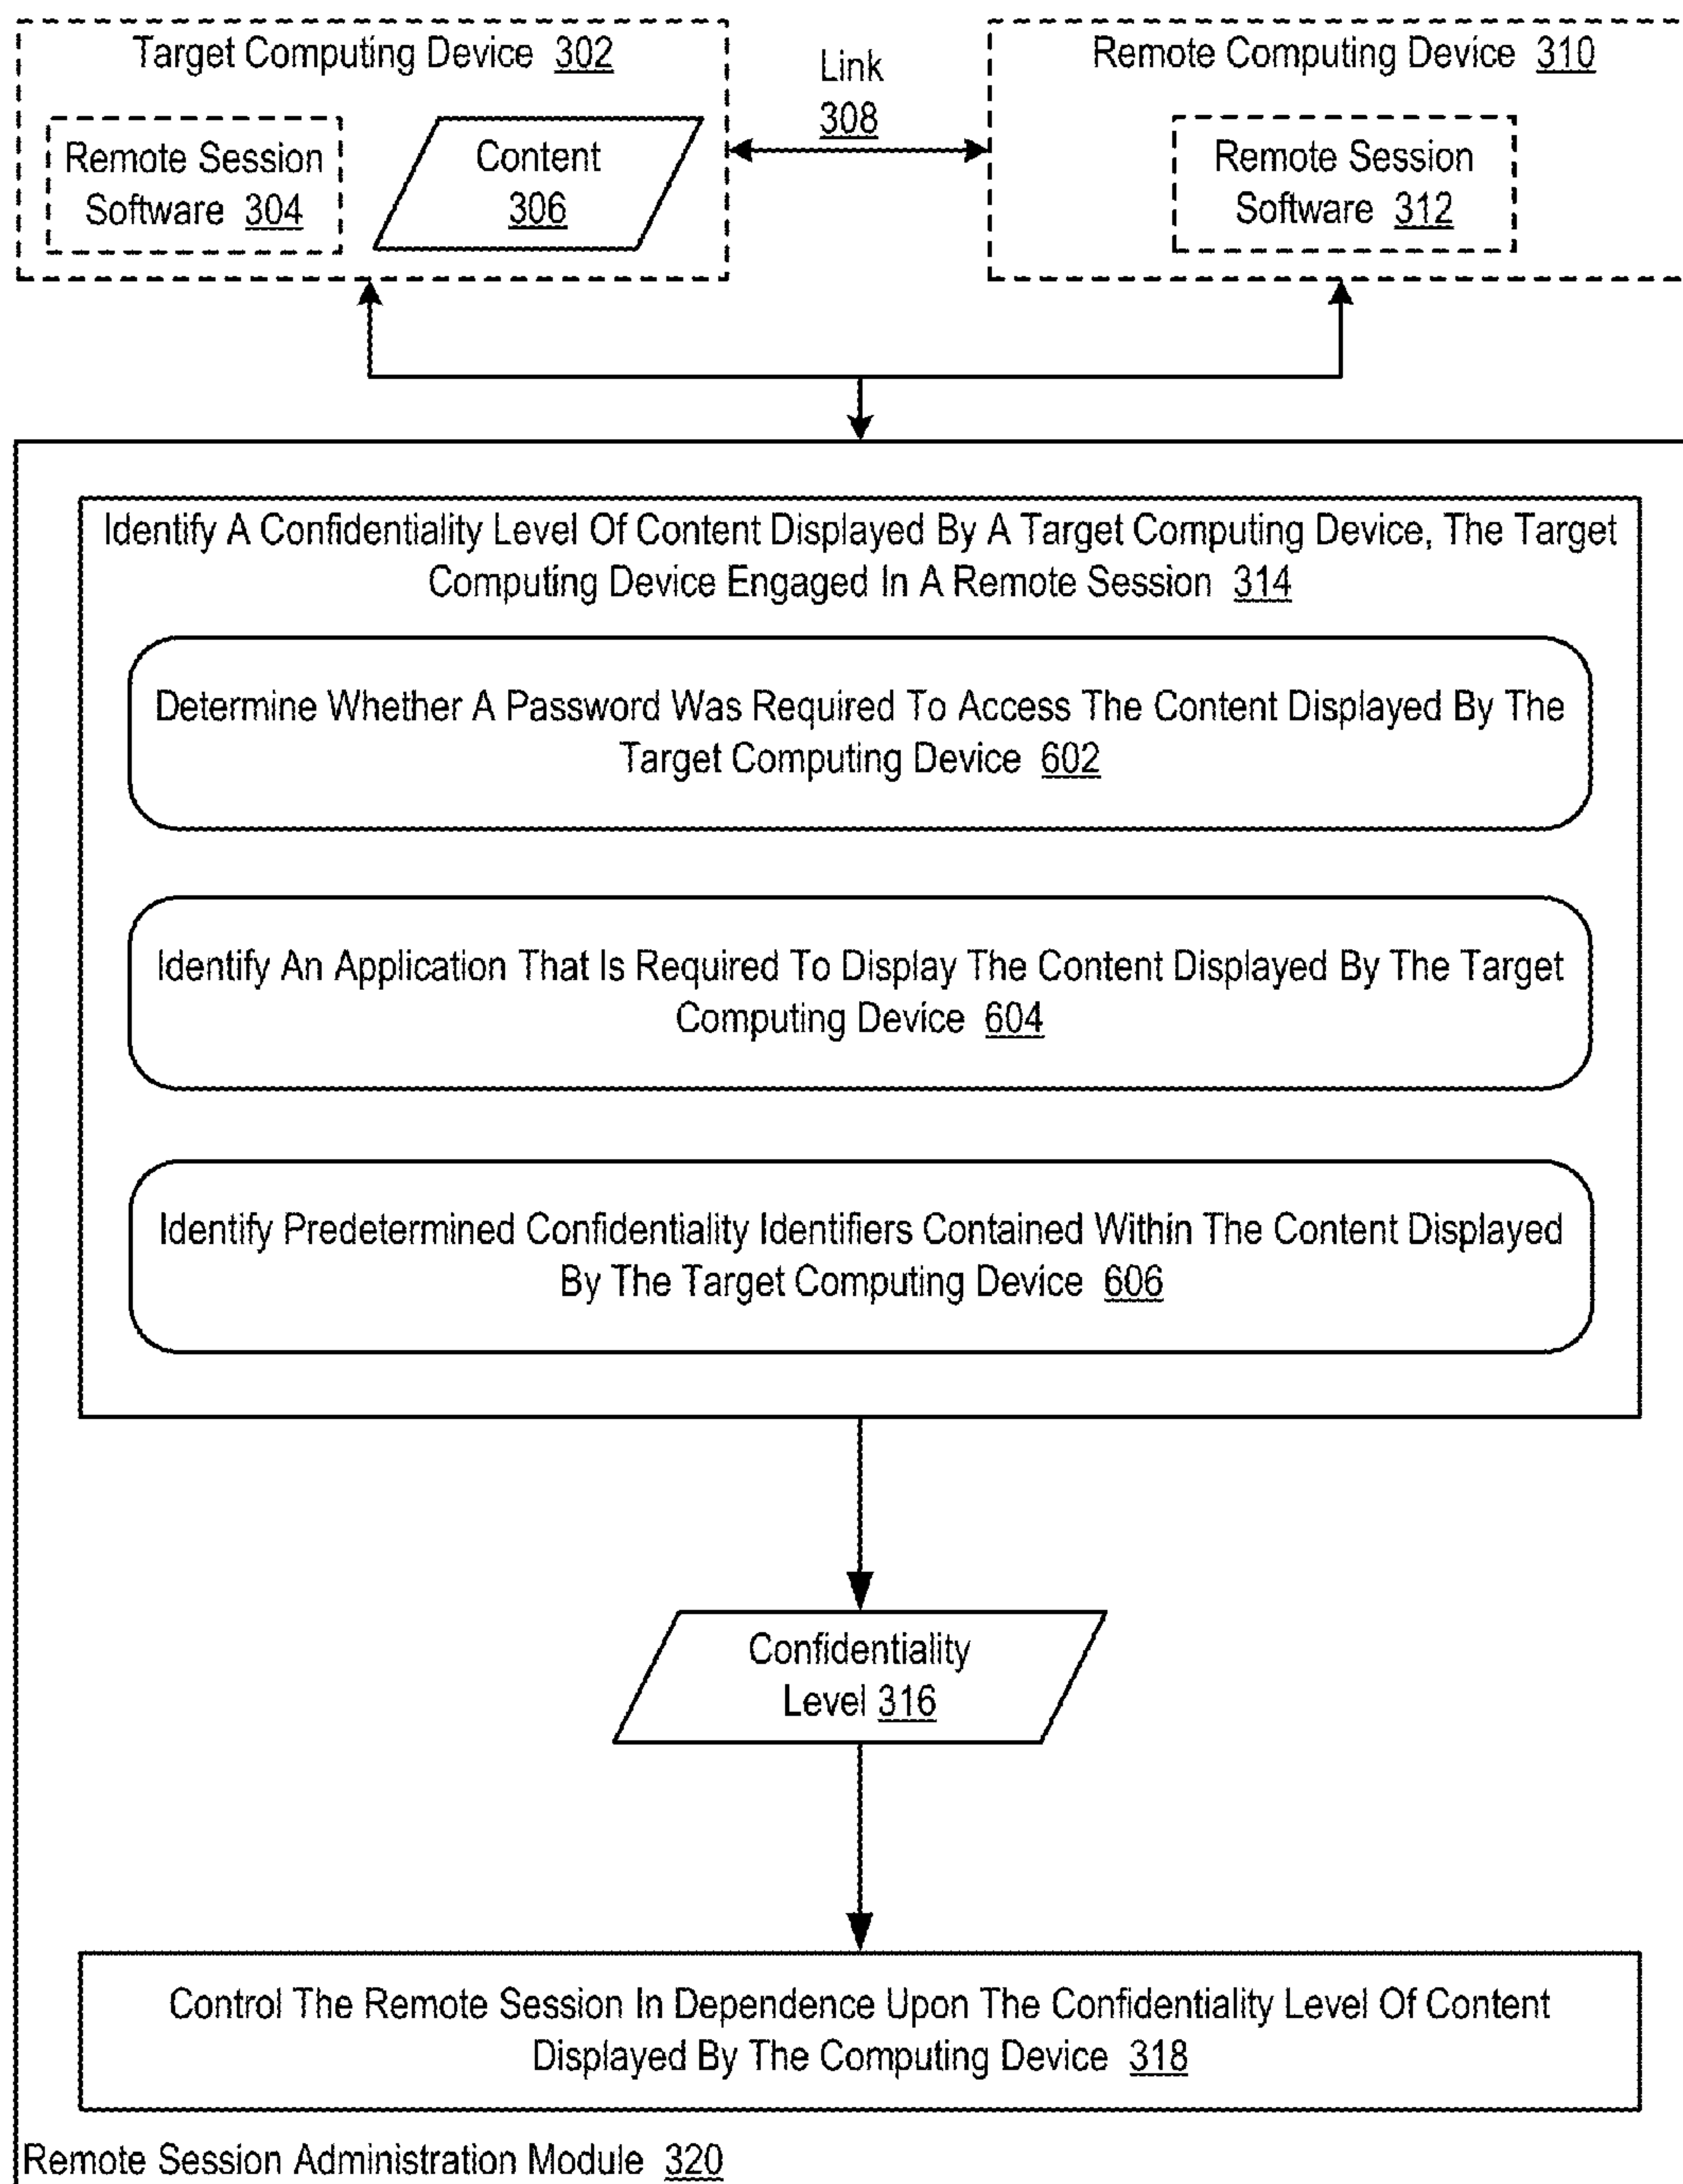 Target Computing Device 302
Remote Session
Software 304
Content
306
Link
308
Remote Computing Device 310
Remote Session
Software 312
Identify A Confidentiality Level Of Content Displayed By A Target Computing Device, The Target
Computing Device Engaged In A Remote Session 314
Determine Whether A Password Was Required To Access The Content Displayed By The
Target Computing Device 602
Identify An Application That Is Required To Display The Content Displayed By The Target
Computing Device 604
Identify Predetermined Confidentiality Identifiers Contained Within The Content Displayed
By The Target Computing Device 606
Confidentiality
Level 316
Control The Remote Session In Dependence Upon The Confidentiality Level Of Content
Displayed By The Computing Device 318
Remote Session Administration Module 320